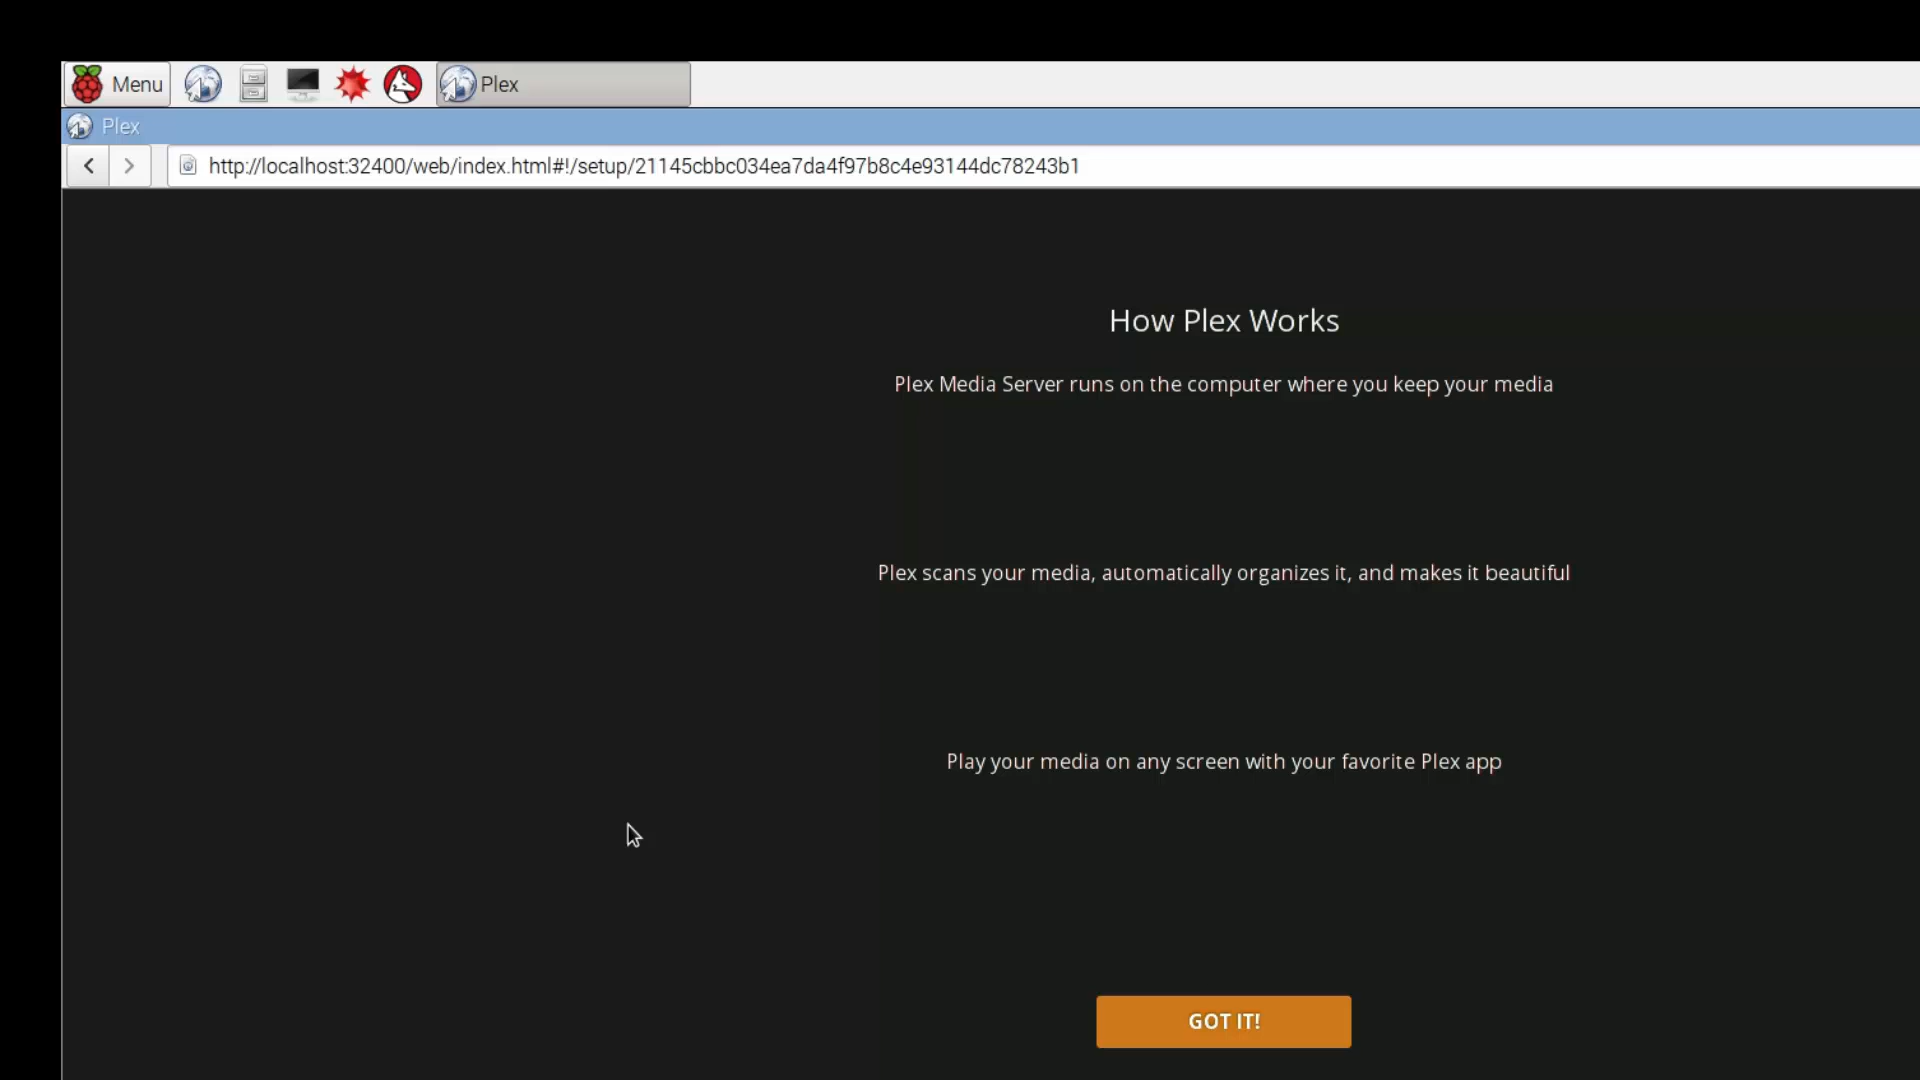 Menu
Plex
Plex
http://localhost:32400/web/index.html#!/setup/21145cbbc034ea7da4f97b8c4e93144dc78243b1
How Plex Works
Plex Media Server runs on the computer where you keep your media
Plex scans your media, automatically organizes it, and makes it beautiful
Play your media on any screen with your favorite Plex app
GOT IT!